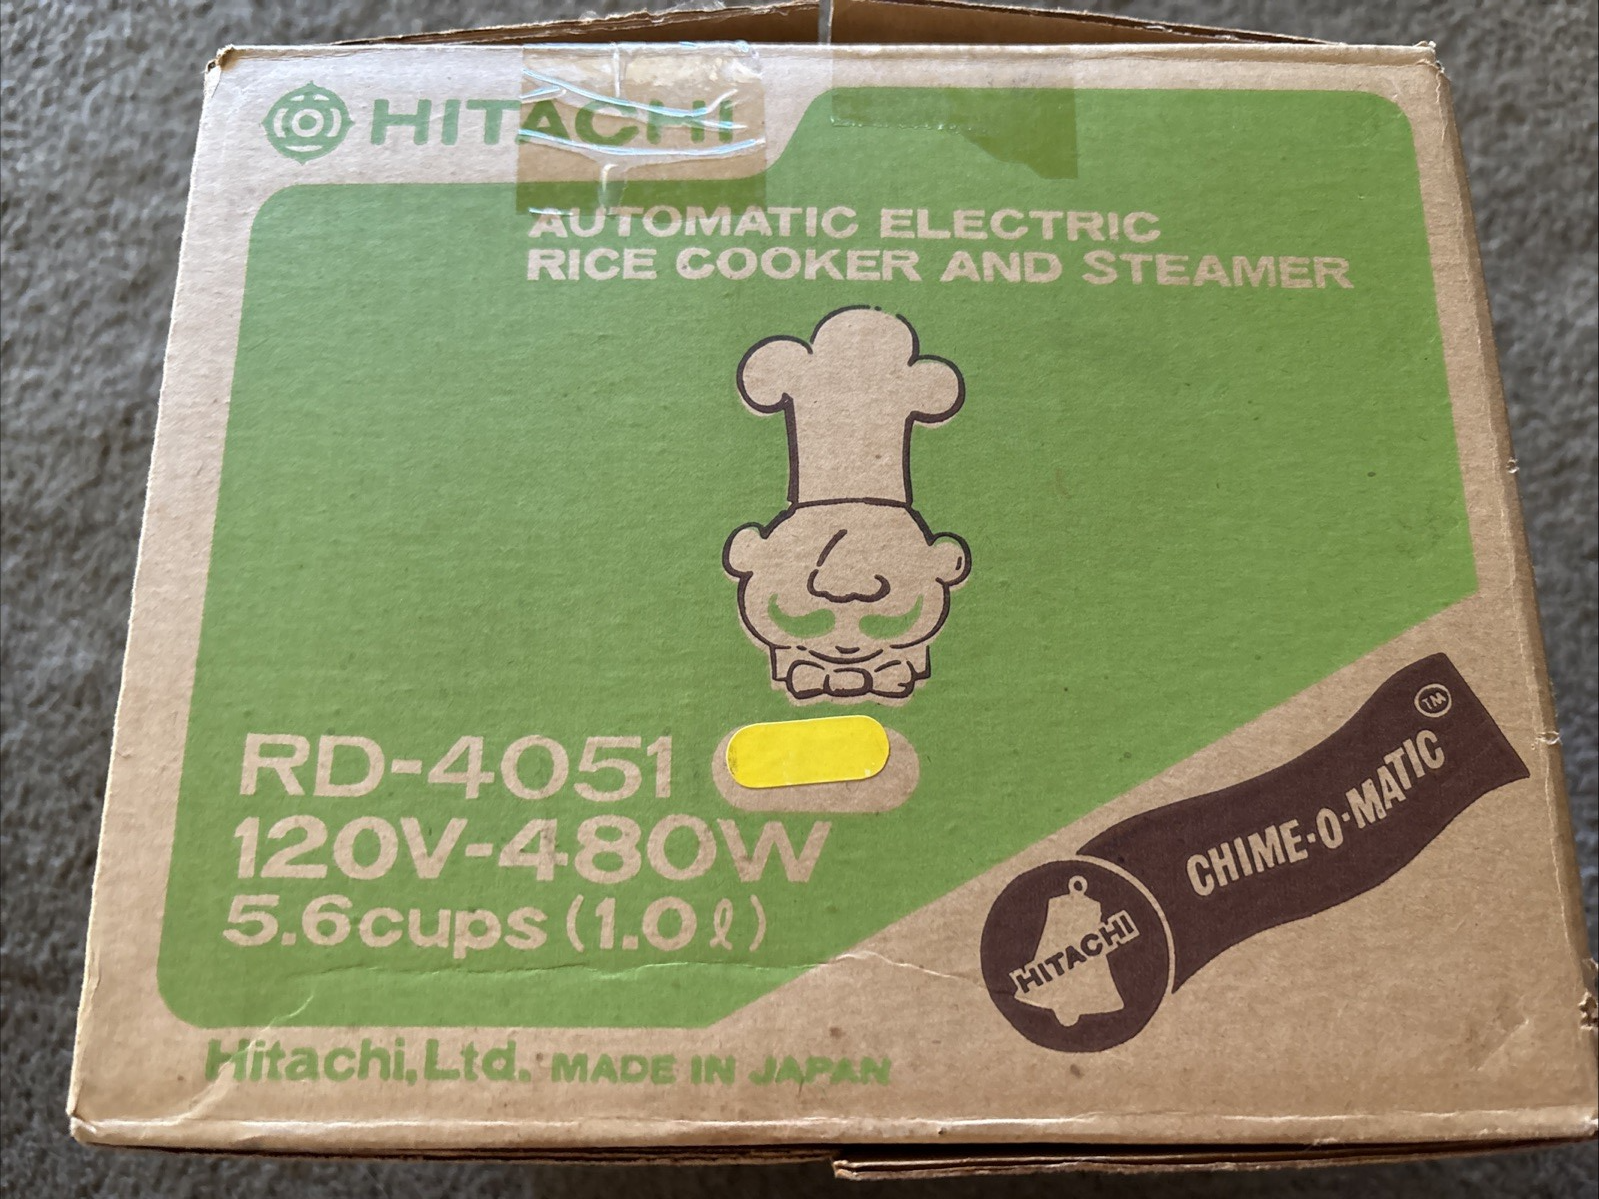 HITACHI
AUTOMATIC ELECTRIC
RICE COOKER AND STEAMER
RD-4051
120V-480W
5.6cups (1.0ℓ)
CHIME-O-MATIC TM
HITACHI
Hitachi, Ltd. MADE IN JAPAN